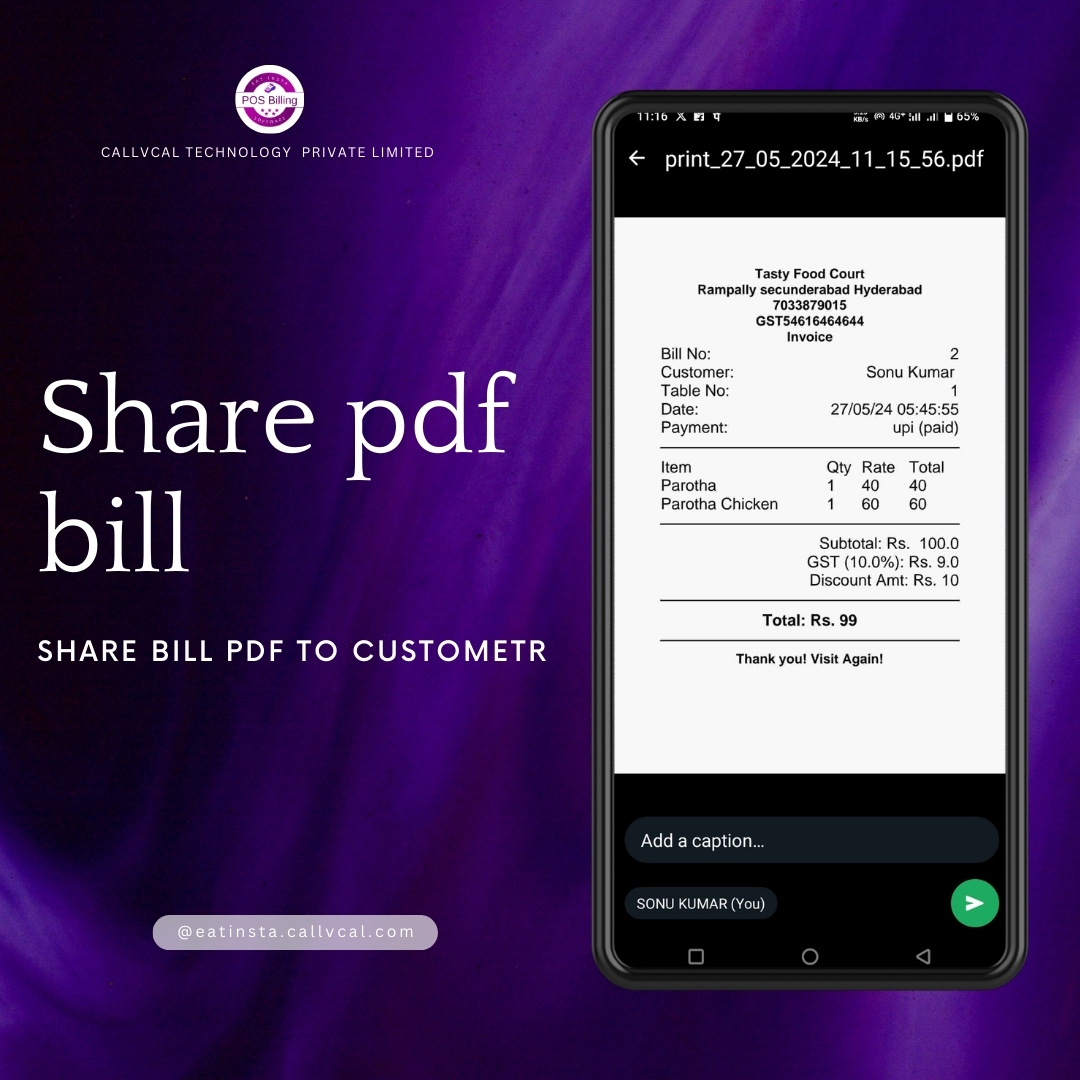 EAT INSTA
POS Billing
SOFTWARE
CALLVCAL TECHNOLOGY PRIVATE LIMITED
Share pdf
bill
SHARE BILL PDF TO CUSTOMETR
@eatinsta.callvcal.com
11:16 KB/s 4G+ 65%
print_27_05_2024_11_15_56.pdf
Tasty Food Court
Rampally secunderabad Hyderabad
7033879015
GST54616464644
Invoice
Bill No: 2
Customer: Sonu Kumar
Table No: 1
Date: 27/05/24 05:45:55
Payment: upi (paid)
Item Qty Rate Total
Parotha 1 40 40
Parotha Chicken 1 60 60
Subtotal: Rs. 100.0
GST (10.0%): Rs. 9.0
Discount Amt: Rs. 10
Total: Rs. 99
Thank you! Visit Again!
Add a caption...
SONU KUMAR (You)